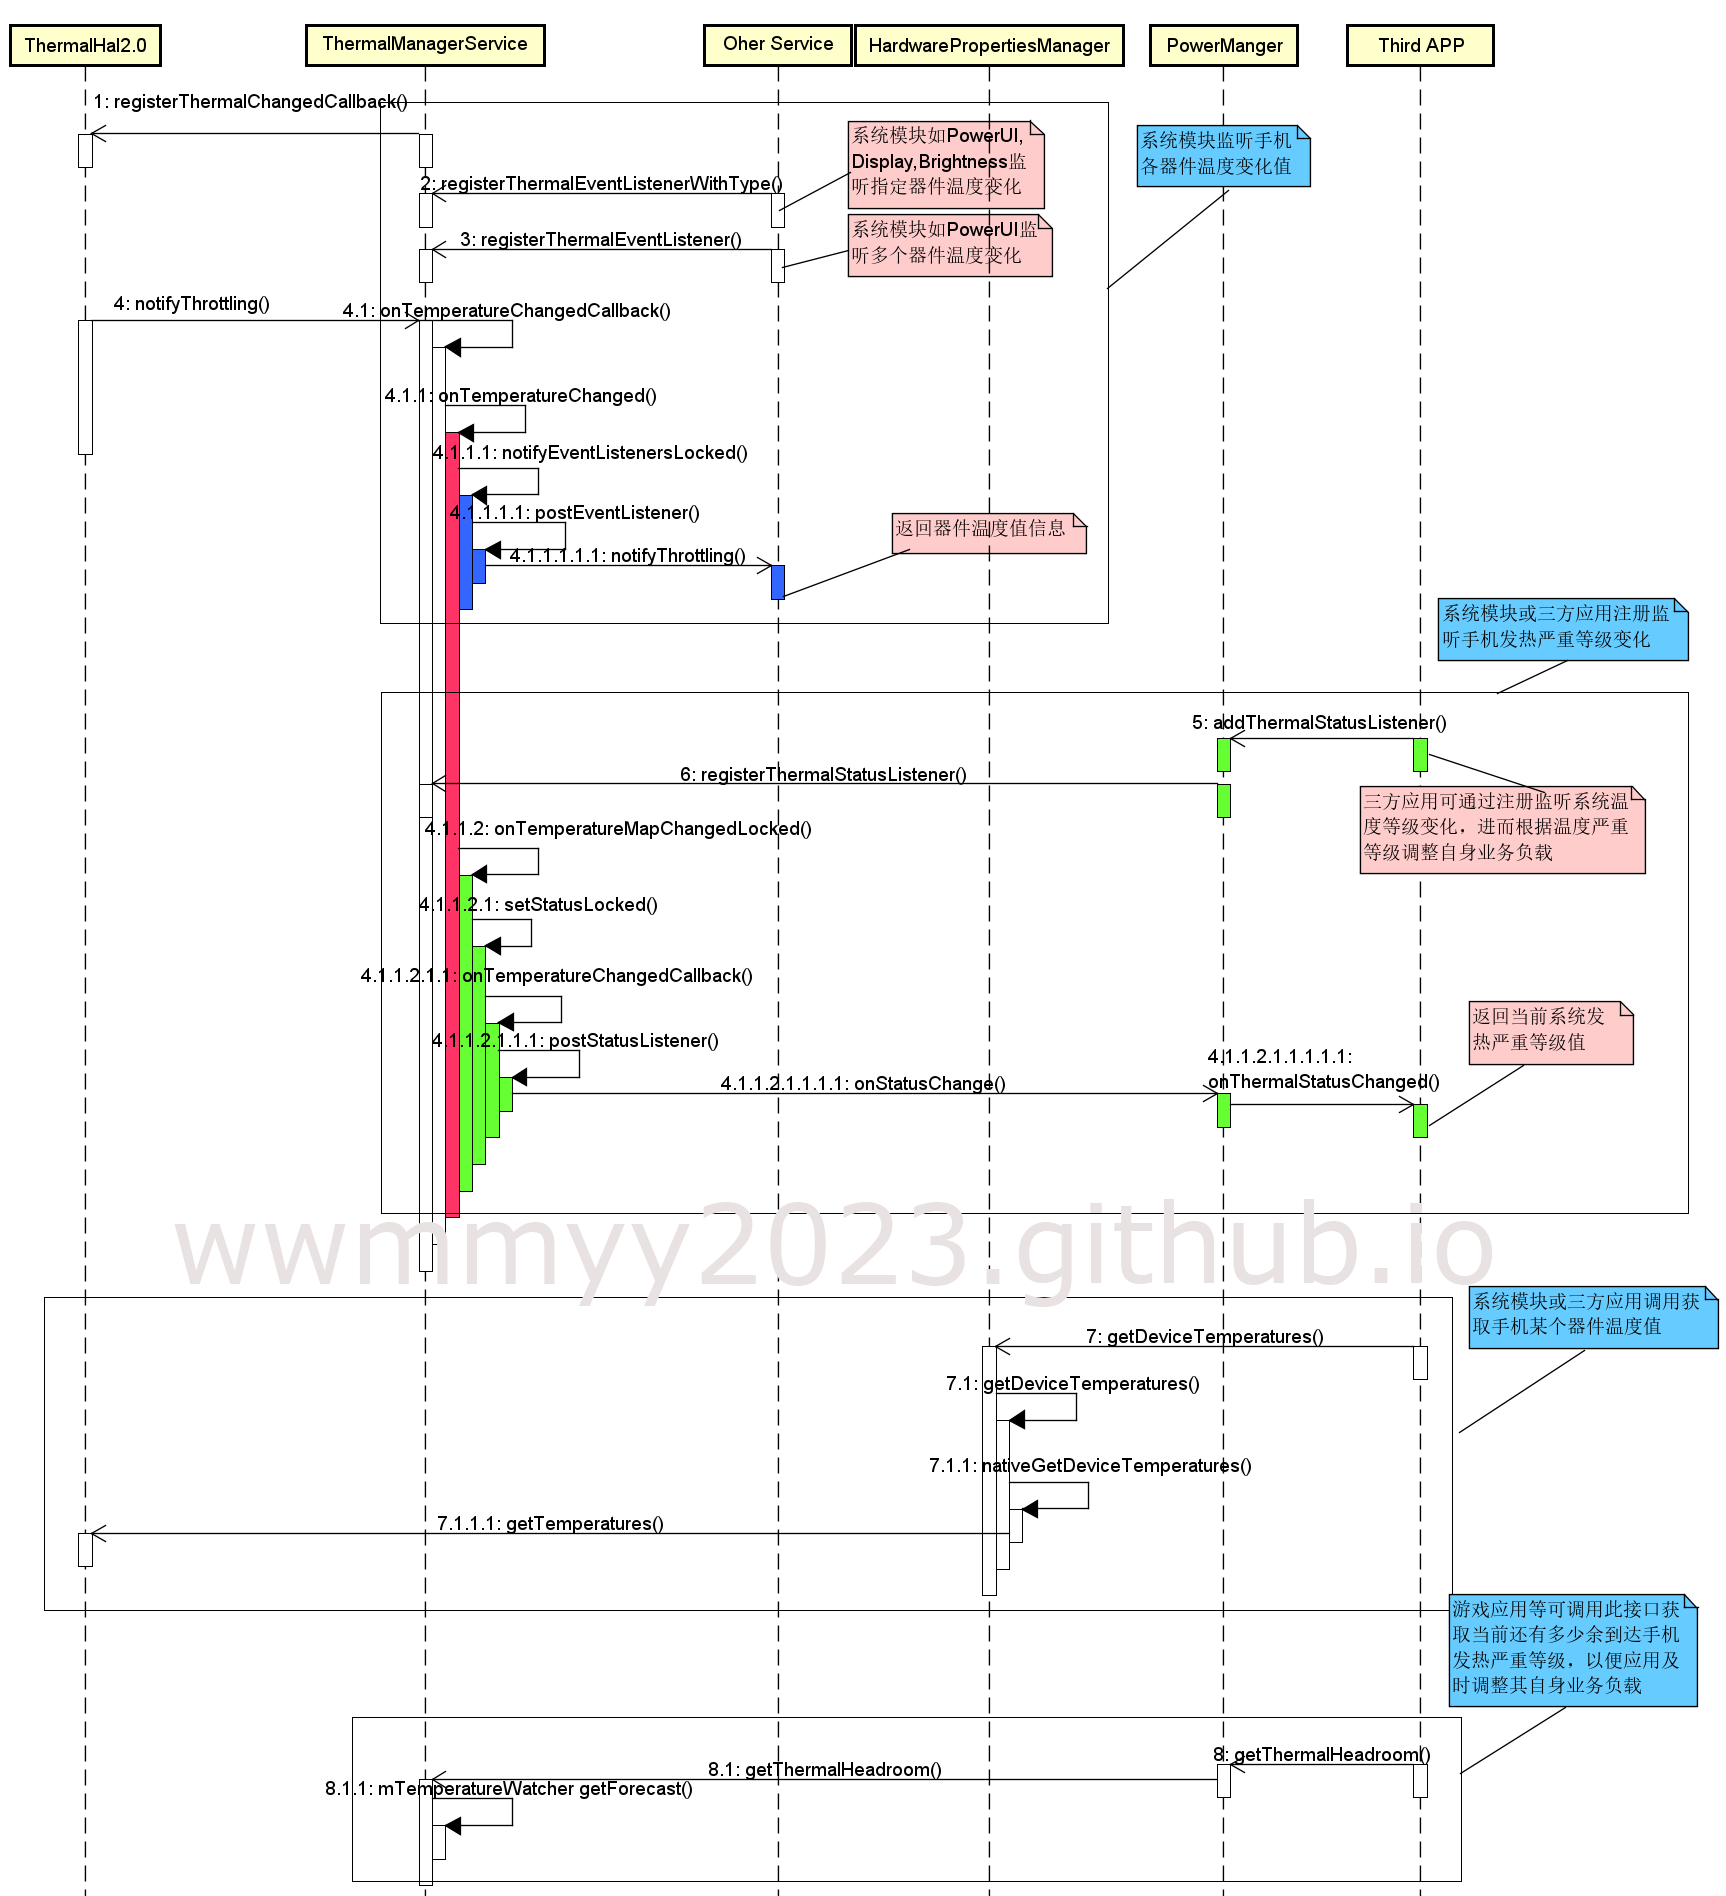 ThermalHal2.0
ThermalManagerService
Oher Service
HardwarePropertiesManager
PowerManger
Third APP
1: registerThermalChangedCallback()
系统模块如PowerUI,
Display,Brightness监
听指定器件温度变化
系统模块监听手机
各器件温度变化值
2: registerThermalEventListenerWithType()
系统模块如PowerUI监
听多个器件温度变化
3: registerThermalEventListener()
4: notifyThrottling()
4.1: onTemperatureChangedCallback()
4.1.1: onTemperatureChanged()
4.1.1.1: notifyEventListenersLocked()
4.1.1.1.1: postEventListener()
返回器件温度值信息
4.1.1.1.1.1: notifyThrottling()
系统模块或三方应用注册监
听手机发热严重等级变化
5: addThermalStatusListener()
6: registerThermalStatusListener()
三方应用可通过注册监听系统温
度等级变化，进而根据温度严重
等级调整自身业务负载
4.1.1.2: onTemperatureMapChangedLocked()
4.1.1.2.1: setStatusLocked()
4.1.1.2.1.1: onTemperatureChangedCallback()
返回当前系统发
热严重等级值
4.1.1.2.1.1.1: postStatusListener()
4.1.1.2.1.1.1.1: onStatusChange()
4.1.1.2.1.1.1.1.1:
onThermalStatusChanged()
wwmmyy2023.github.io
系统模块或三方应用调用获
取手机某个器件温度值
7: getDeviceTemperatures()
7.1: getDeviceTemperatures()
7.1.1: nativeGetDeviceTemperatures()
7.1.1.1: getTemperatures()
游戏应用等可调用此接口获
取当前还有多少余到达手机
发热严重等级，以便应用及
时调整其自身业务负载
8: getThermalHeadroom()
8.1: getThermalHeadroom()
8.1.1: mTemperatureWatcher getForecast()